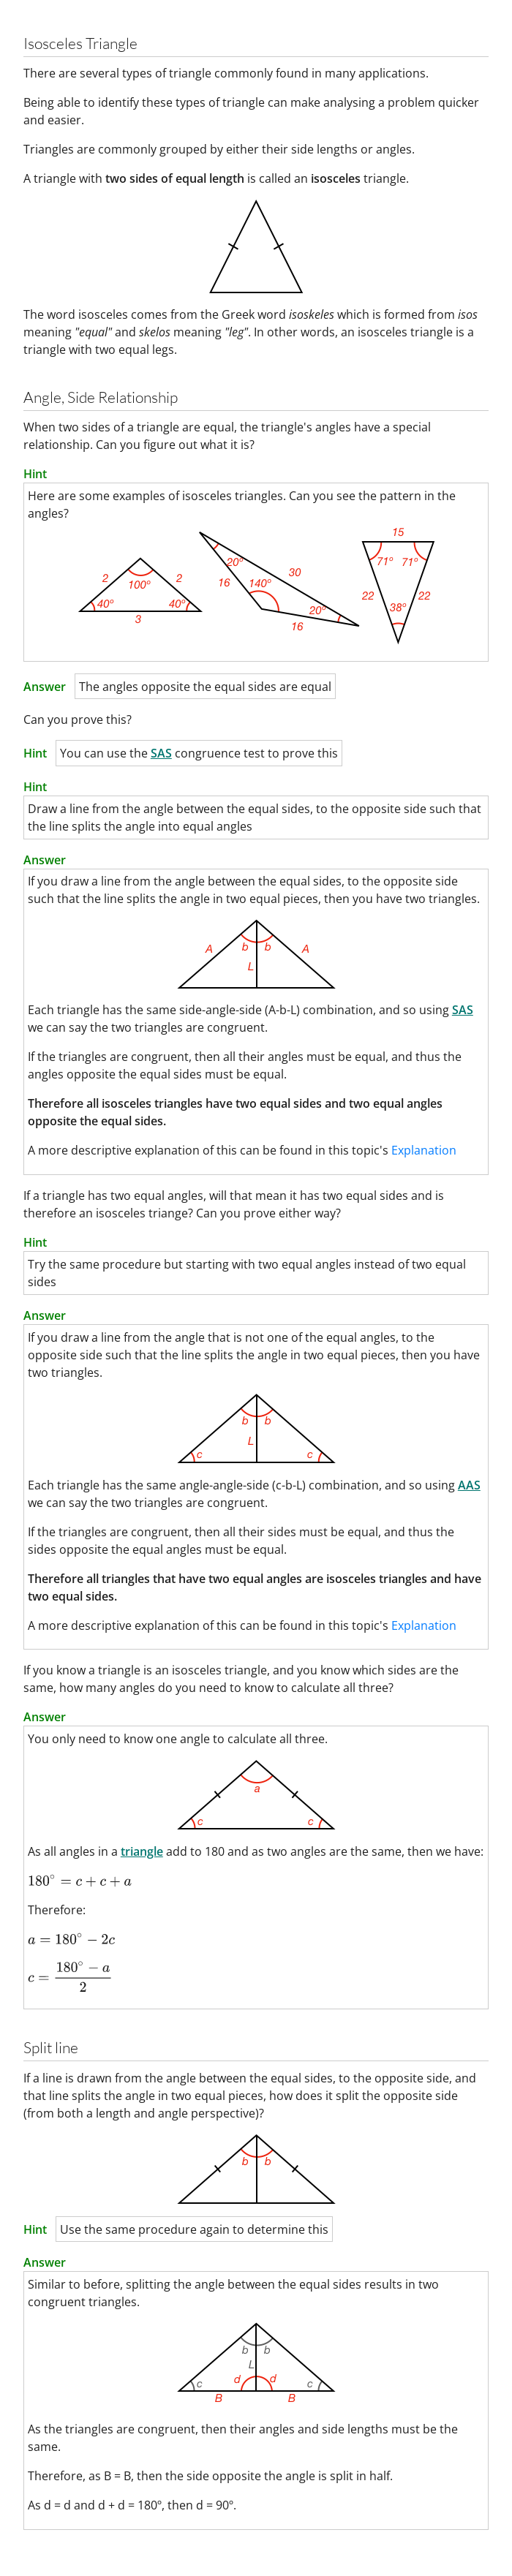 Isosceles Triangle
There are several types of triangle commonly found in many applications.
Being able to identify these types of triangle can make analysing a problem quicker
and easier.
Triangles are commonly grouped by either their side lengths or angles.
A triangle with two sides of equal length is called an isosceles triangle.
The word isosceles comes from the Greek word isoskeles which is formed from isos
meaning "equal" and skelos meaning "leg". In other words, an isosceles triangle is a
triangle with two equal legs.
Angle, Side Relationship
When two sides of a triangle are equal, the triangle's angles have a special
relationship. Can you figure out what it is?
Hint
Here are some examples of isosceles triangles. Can you see the pattern in the
angles?
2 100° 2
40° 40°
3
20°
30
16 140°
20°
16
15
71° 71°
22 22
38°
Answer The angles opposite the equal sides are equal
Can you prove this?
Hint You can use the SAS congruence test to prove this
Hint
Draw a line from the angle between the equal sides, to the opposite side such that
the line splits the angle into equal angles
Answer
If you draw a line from the angle between the equal sides, to the opposite side
such that the line splits the angle in two equal pieces, then you have two triangles.
A b b A
L
Each triangle has the same side-angle-side (A-b-L) combination, and so using SAS
we can say the two triangles are congruent.
If the triangles are congruent, then all their angles must be equal, and thus the
angles opposite the equal sides must be equal.
Therefore all isosceles triangles have two equal sides and two equal angles
opposite the equal sides.
A more descriptive explanation of this can be found in this topic's Explanation
If a triangle has two equal angles, will that mean it has two equal sides and is
therefore an isosceles triange? Can you prove either way?
Hint
Try the same procedure but starting with two equal angles instead of two equal
sides
Answer
If you draw a line from the angle that is not one of the equal angles, to the
opposite side such that the line splits the angle in two equal pieces, then you have
two triangles.
b b
L
c c
Each triangle has the same angle-angle-side (c-b-L) combination, and so using AAS
we can say the two triangles are congruent.
If the triangles are congruent, then all their sides must be equal, and thus the
sides opposite the equal angles must be equal.
Therefore all triangles that have two equal angles are isosceles triangles and have
two equal sides.
A more descriptive explanation of this can be found in this topic's Explanation
If you know a triangle is an isosceles triangle, and you know which sides are the
same, how many angles do you need to know to calculate all three?
Answer
You only need to know one angle to calculate all three.
a
c c
As all angles in a triangle add to 180 and as two angles are the same, then we have:
180° = c + c + a
Therefore:
a = 180° − 2c
c = (180° − a) / 2
Split line
If a line is drawn from the angle between the equal sides, to the opposite side, and
that line splits the angle in two equal pieces, how does it split the opposite side
(from both a length and angle perspective)?
b b
Hint Use the same procedure again to determine this
Answer
Similar to before, splitting the angle between the equal sides results in two
congruent triangles.
b b
L
c d d c
B B
As the triangles are congruent, then their angles and side lengths must be the
same.
Therefore, as B = B, then the side opposite the angle is split in half.
As d = d and d + d = 180°, then d = 90°.